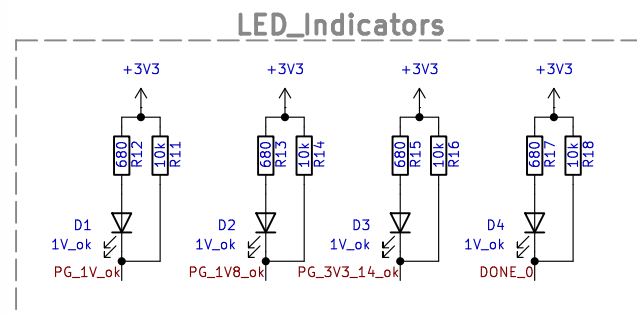 LED_Indicators
+3V3 +3V3 +3V3 +3V3
680 R12 10k R11 680 R13 10k R14 680 R15 10k R16 680 R17 10k R18
D1 D2 D3 D4
1V_ok 1V_ok 1V_ok 1V_ok
PG_1V_ok PG_1V8_ok PG_3V3_14_ok DONE_0